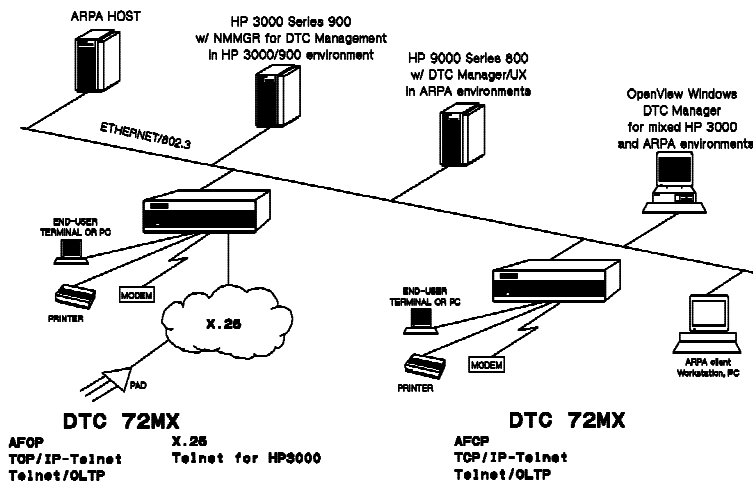 ARPA HOST
HP 3000 Series 900
w/ NMMGR for DTC Management
in HP 3000/900 environment
HP 9000 Series 800
w/ DTC Manager/UX
in ARPA environments
OpenView Windows
DTC Manager
for mixed HP 3000
and ARPA environments
ETHERNET/802.3
END-USER
TERMINAL OR PC
PRINTER
MODEM
X.25
PAD
END-USER
TERMINAL OR PC
PRINTER
MODEM
ARPA client
Workstation, PC
DTC 72MX
AFCP
TCP/IP-Telnet
Telnet/OLTP
X.25
Telnet for HP3000
DTC 72MX
AFCP
TCP/IP-Telnet
Telnet/OLTP